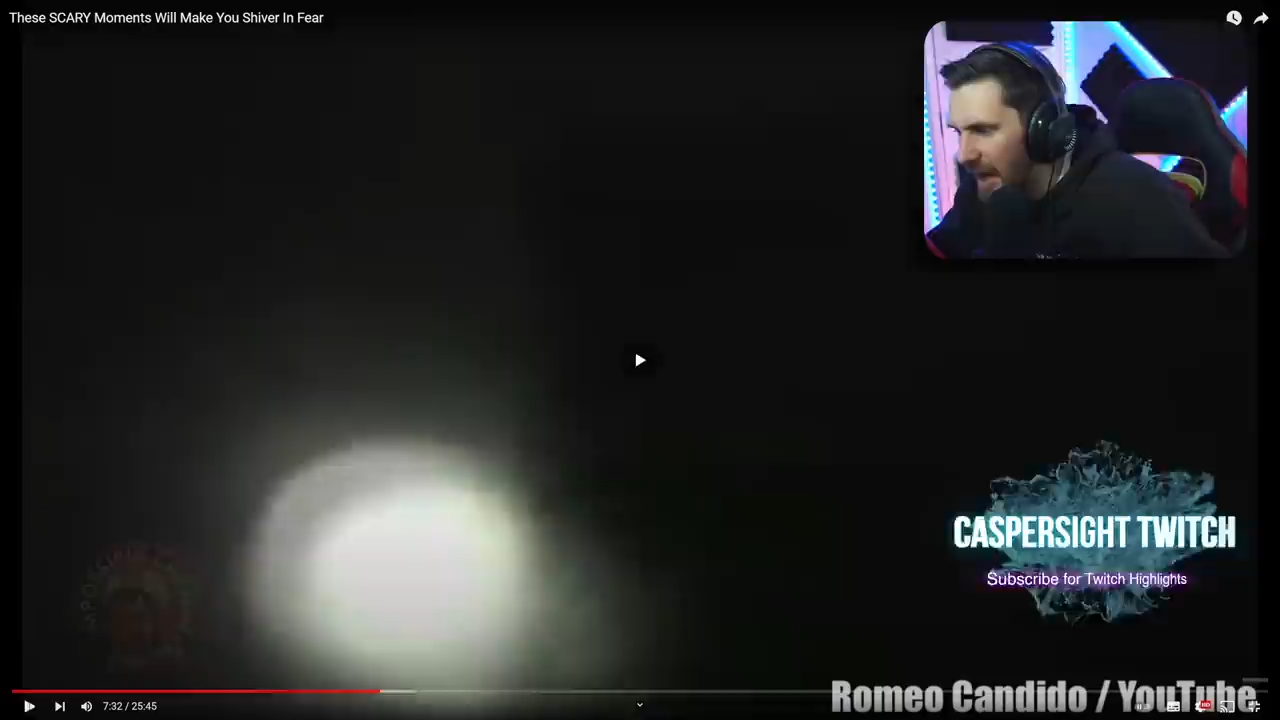 These SCARY Moments Will Make You Shiver In Fear
CASPERSIGHT TWITCH
Subscribe for Twitch Highlights
Romeo Candido / YouTube
7:32 / 25:45
HD